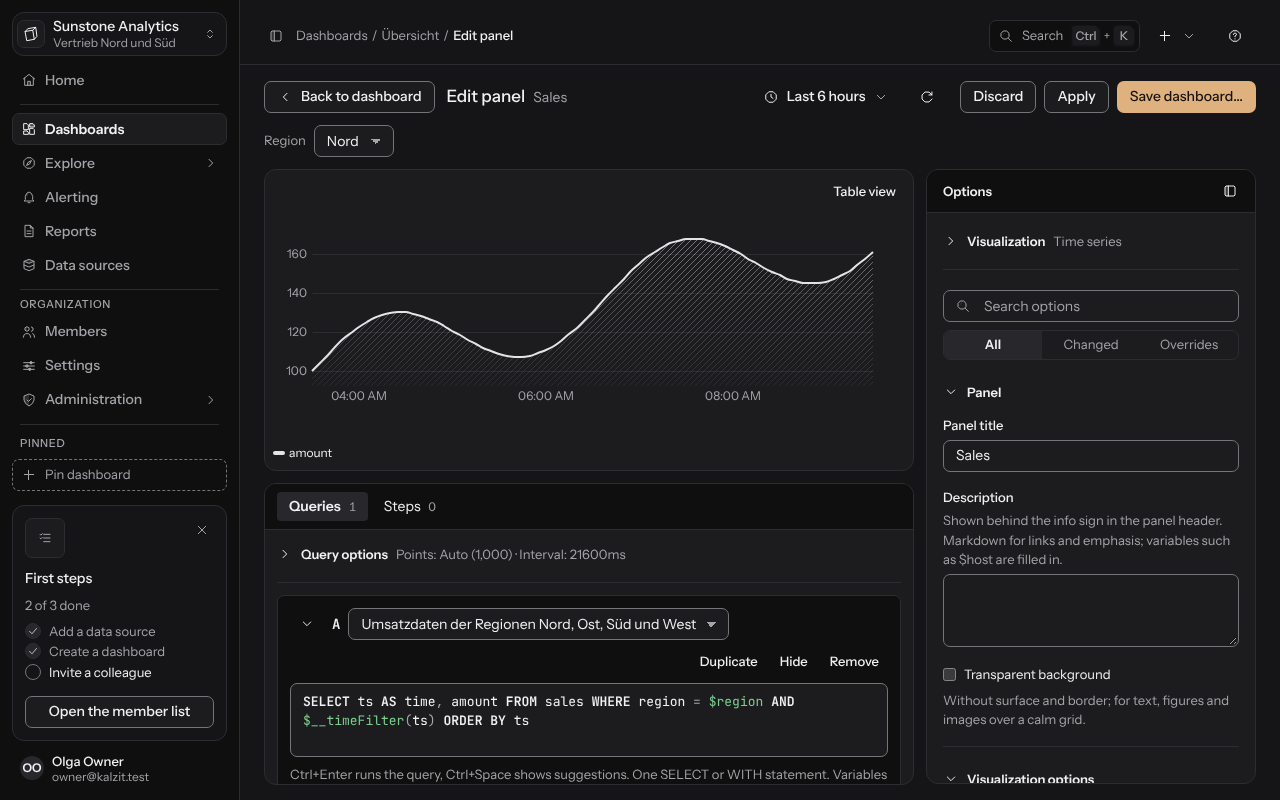 Sunstone Analytics
Vertrieb Nord und Süd
Home
Dashboards
Explore
Alerting
Reports
Data sources
ORGANIZATION
Members
Settings
Administration
PINNED
Pin dashboard
First steps
2 of 3 done
Add a data source
Create a dashboard
Invite a colleague
Open the member list
OO
Olga Owner
owner@kalzit.test
Dashboards / Übersicht / Edit panel
Search Ctrl + K
Back to dashboard
Edit panel Sales
Last 6 hours
Discard
Apply
Save dashboard...
Region Nord
Table view
160
140
120
100
04:00 AM 06:00 AM 08:00 AM
amount
Queries 1
Steps 0
Query options Points: Auto (1,000) · Interval: 21600ms
A Umsatzdaten der Regionen Nord, Ost, Süd und West
Duplicate Hide Remove
SELECT ts AS time, amount FROM sales WHERE region = $region AND
$__timeFilter(ts) ORDER BY ts
Ctrl+Enter runs the query, Ctrl+Space shows suggestions. One SELECT or WITH statement. Variables
Options
Visualization Time series
Search options
All Changed Overrides
Panel
Panel title
Sales
Description
Shown behind the info sign in the panel header.
Markdown for links and emphasis; variables such
as $host are filled in.
Transparent background
Without surface and border; for text, figures and
images over a calm grid.
Visualization options